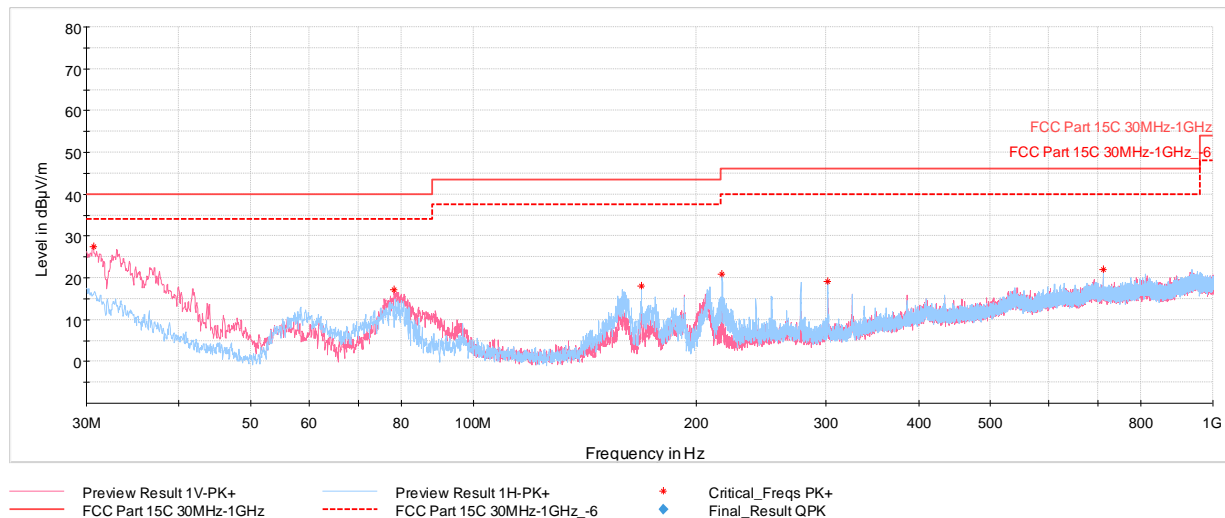 80
70
60
FCC Part 15C 30MHz-1GHz
50
FCC Part 15C 30MHz-1GHz_-6
40
30
20
10
0
Level in dBµV/m
30M 50 60 80 100M 200 300 400 500 800 1G
Frequency in Hz
Preview Result 1V-PK+ Preview Result 1H-PK+ Critical_Freqs PK+
FCC Part 15C 30MHz-1GHz FCC Part 15C 30MHz-1GHz_-6 Final_Result QPK